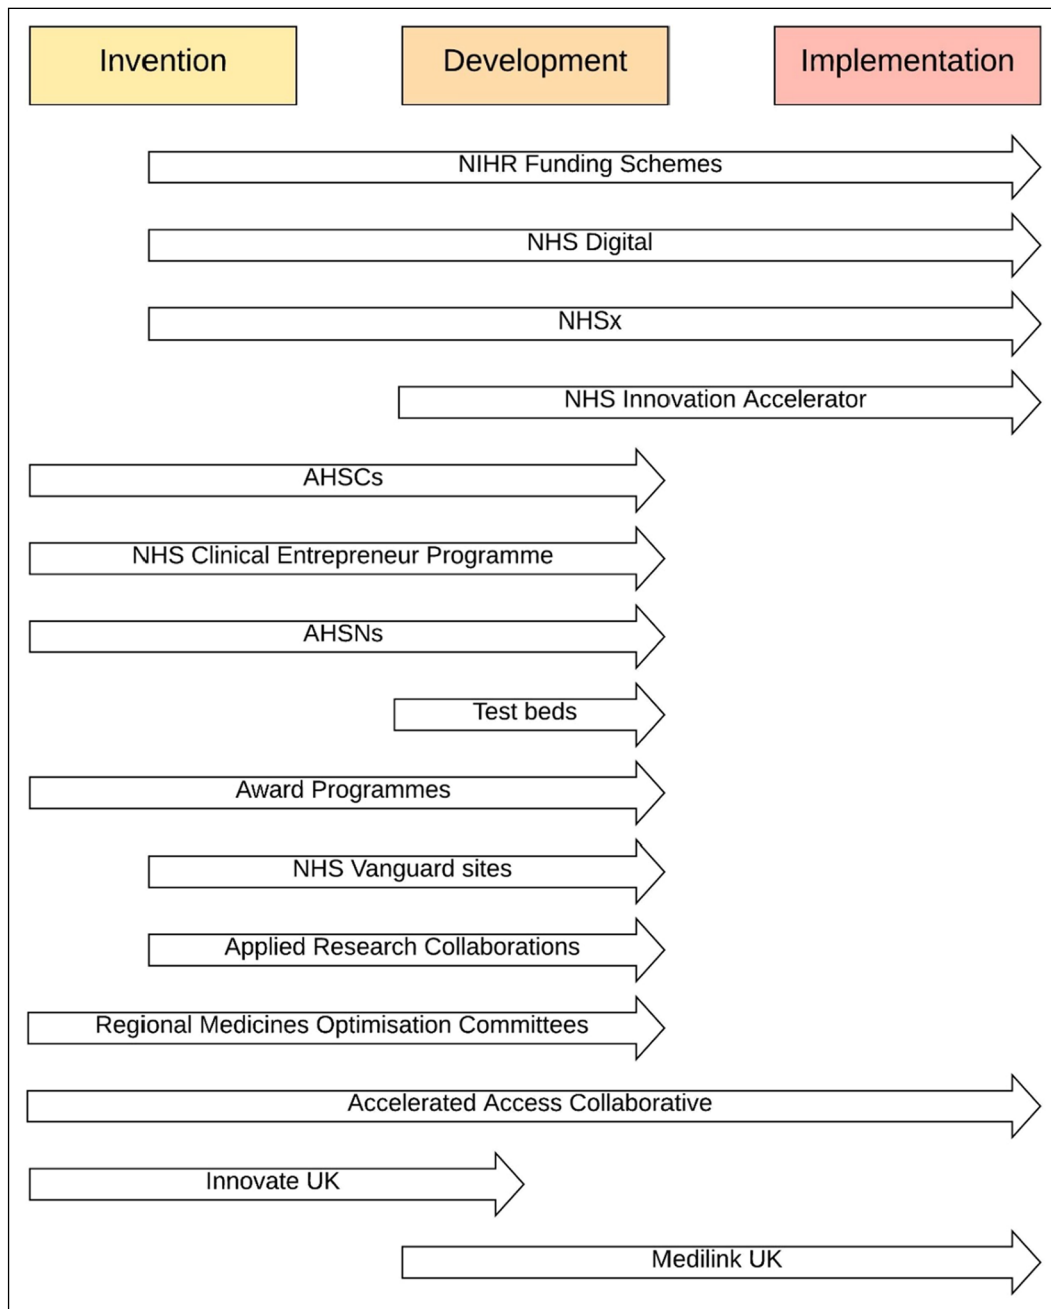 Invention
Development
Implementation
NIHR Funding Schemes
NHS Digital
NHSx
NHS Innovation Accelerator
AHSCs
NHS Clinical Entrepreneur Programme
AHSNs
Test beds
Award Programmes
NHS Vanguard sites
Applied Research Collaborations
Regional Medicines Optimisation Committees
Accelerated Access Collaborative
Innovate UK
Medilink UK